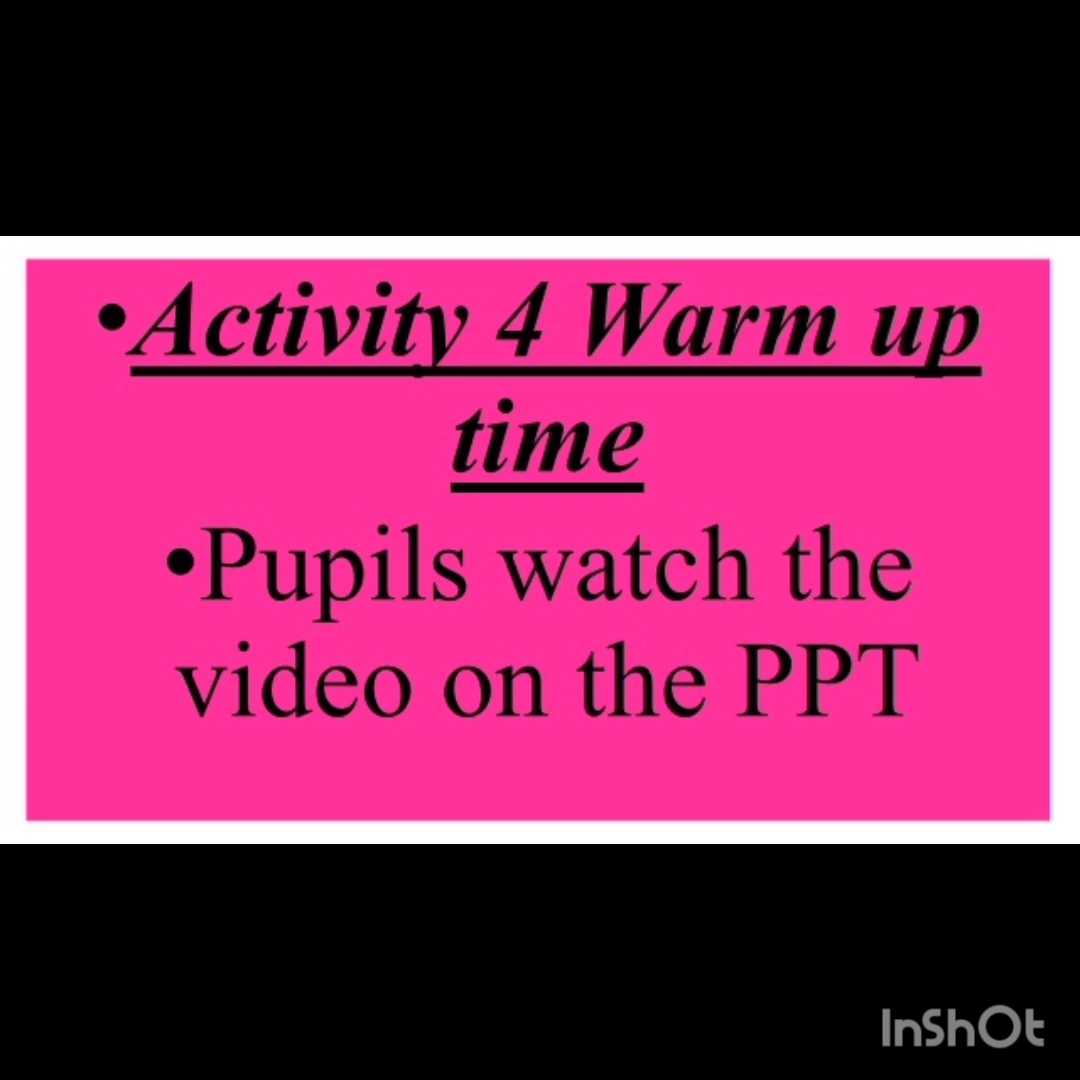 •Activity 4 Warm up
time
•Pupils watch the
video on the PPT
InShOt